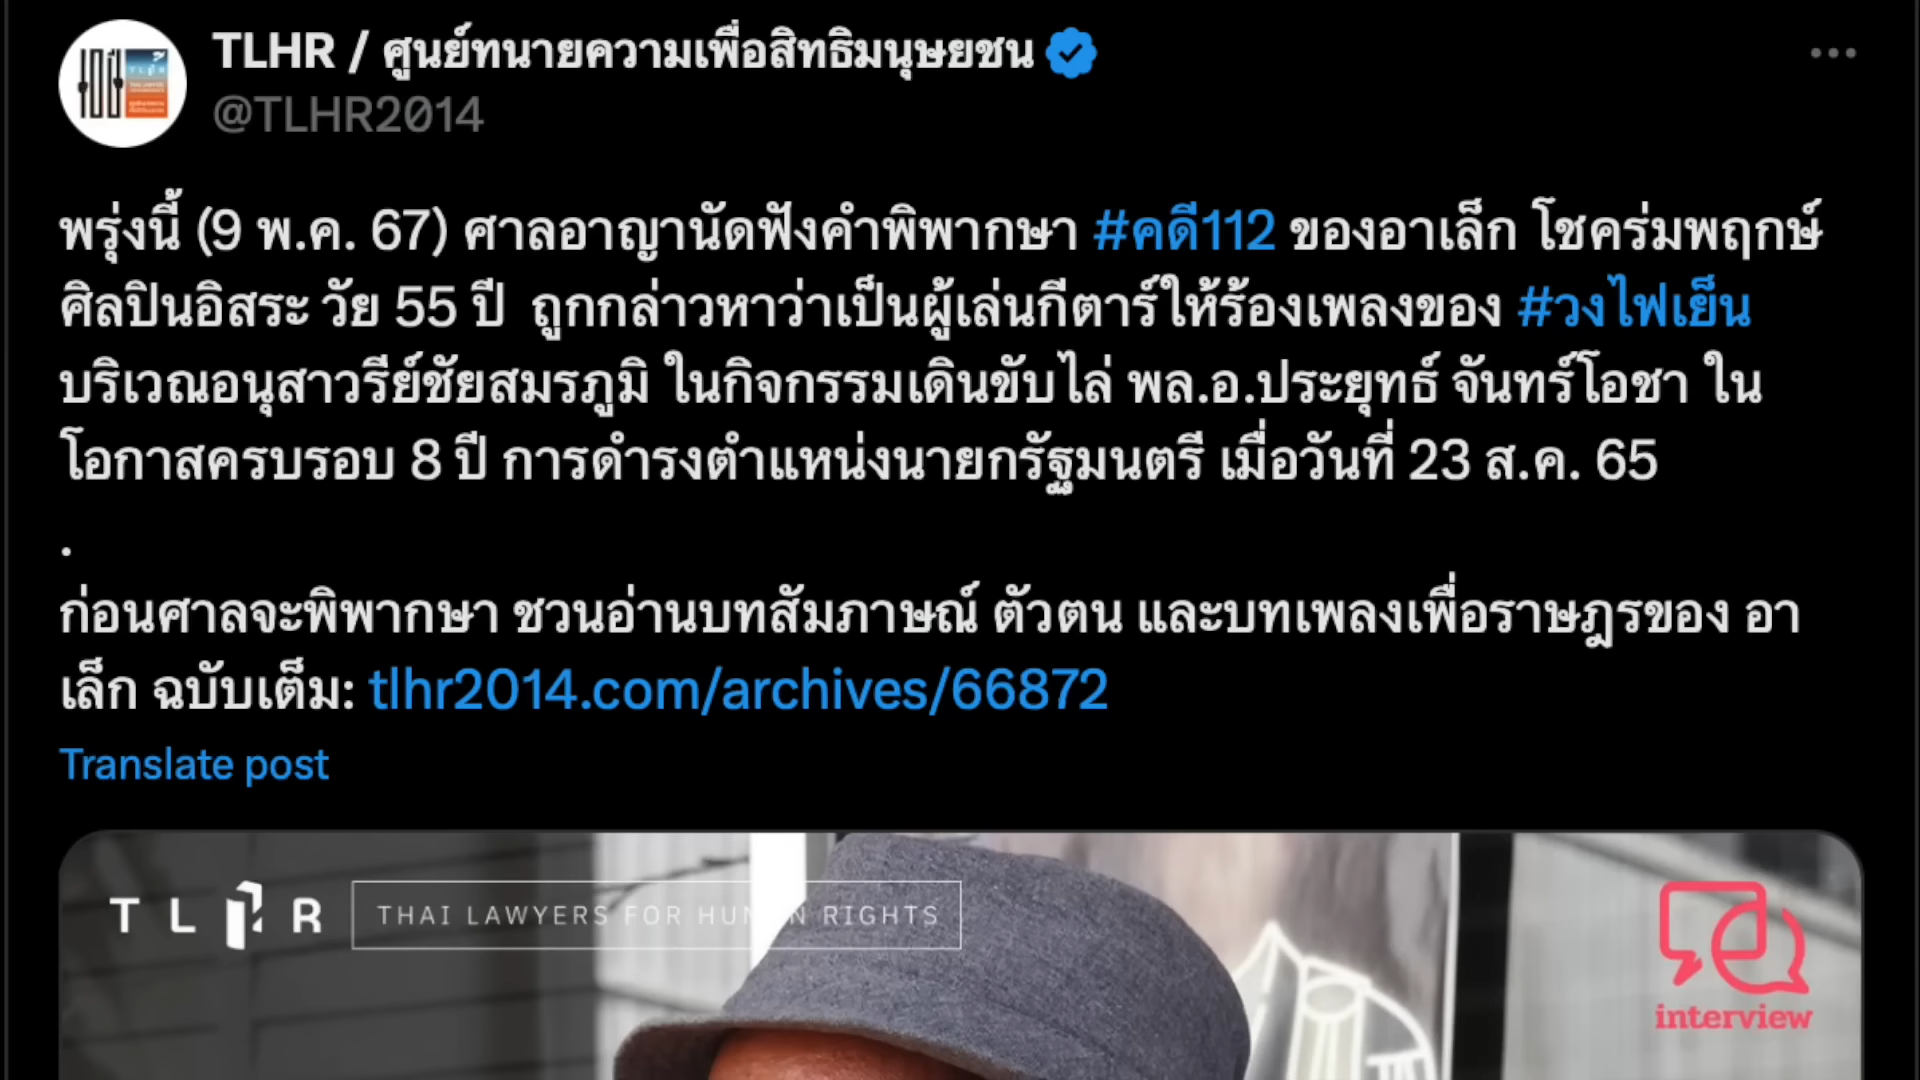 TLHR / ศูนย์ทนายความเพื่อสิทธิมนุษยชน
@TLHR2014
พรุ่งนี้ (9 พ.ค. 67) ศาลอาญานัดฟังคำพิพากษา #คดี112 ของอาเล็ก โชคร่มพฤกษ์
ศิลปินอิสระ วัย 55 ปี ถูกกล่าวหาว่าเป็นผู้เล่นกีตาร์ให้ร้องเพลงของ #วงไฟเย็น
บริเวณอนุสาวรีย์ชัยสมรภูมิ ในกิจกรรมเดินขับไล่ พล.อ.ประยุทธ์ จันทร์โอชา ใน
โอกาสครบรอบ 8 ปี การดำรงตำแหน่งนายกรัฐมนตรี เมื่อวันที่ 23 ส.ค. 65
.
ก่อนศาลจะพิพากษา ชวนอ่านบทสัมภาษณ์ ตัวตน และบทเพลงเพื่อราษฎรของ อา
เล็ก ฉบับเต็ม: tlhr2014.com/archives/66872
Translate post
TLHR THAI LAWYERS FOR HUMAN RIGHTS
interview